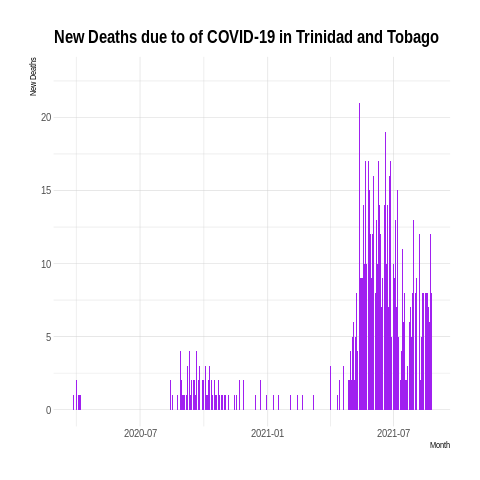 New Deaths due to of COVID-19 in Trinidad and Tobago
New Deaths
20
15
10
5
0
2020-07 2021-01 2021-07
Month